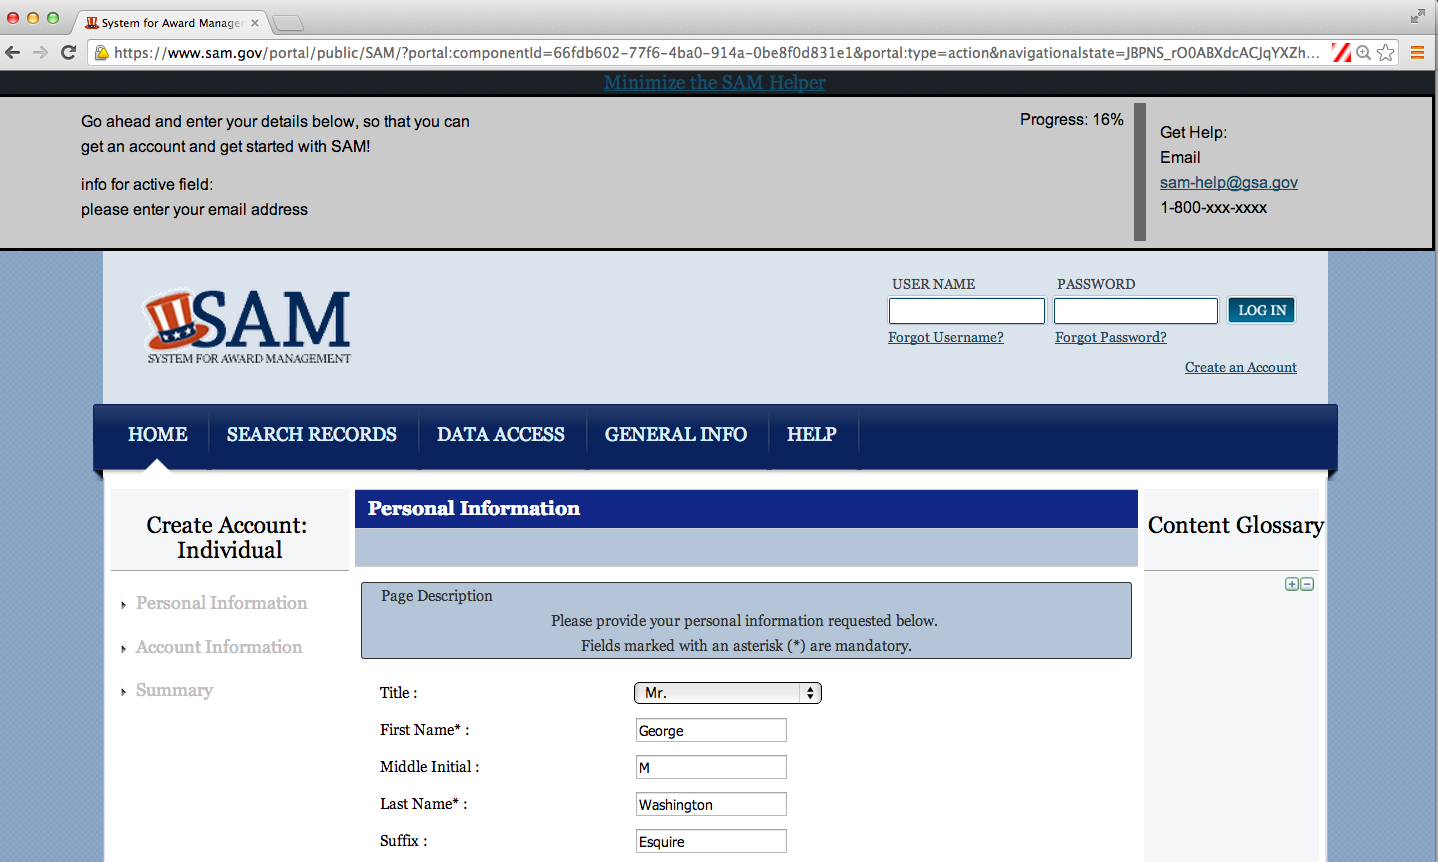 System for Award Manage
https://www.sam.gov/portal/public/SAM/?portal:componentId=66fdb602-77f6-4ba0-914a-0be8f0d831e1&portal:type=action&navigationalstate=JBPNS_rO0ABXdcACJqYXZh...
Minimize the SAM Helper
Go ahead and enter your details below, so that you can
get an account and get started with SAM!
info for active field:
please enter your email address
Progress: 16%
Get Help:
Email
sam-help@gsa.gov
1-800-xxx-xxxx
SAM
SYSTEM FOR AWARD MANAGEMENT
USER NAME
PASSWORD
LOG IN
Forgot Username?
Forgot Password?
Create an Account
HOME
SEARCH RECORDS
DATA ACCESS
GENERAL INFO
HELP
Create Account:
Individual
Personal Information
Account Information
Summary
Personal Information
Page Description
Please provide your personal information requested below.
Fields marked with an asterisk (*) are mandatory.
Title : Mr.
First Name* : George
Middle Initial : M
Last Name* : Washington
Suffix : Esquire
Content Glossary